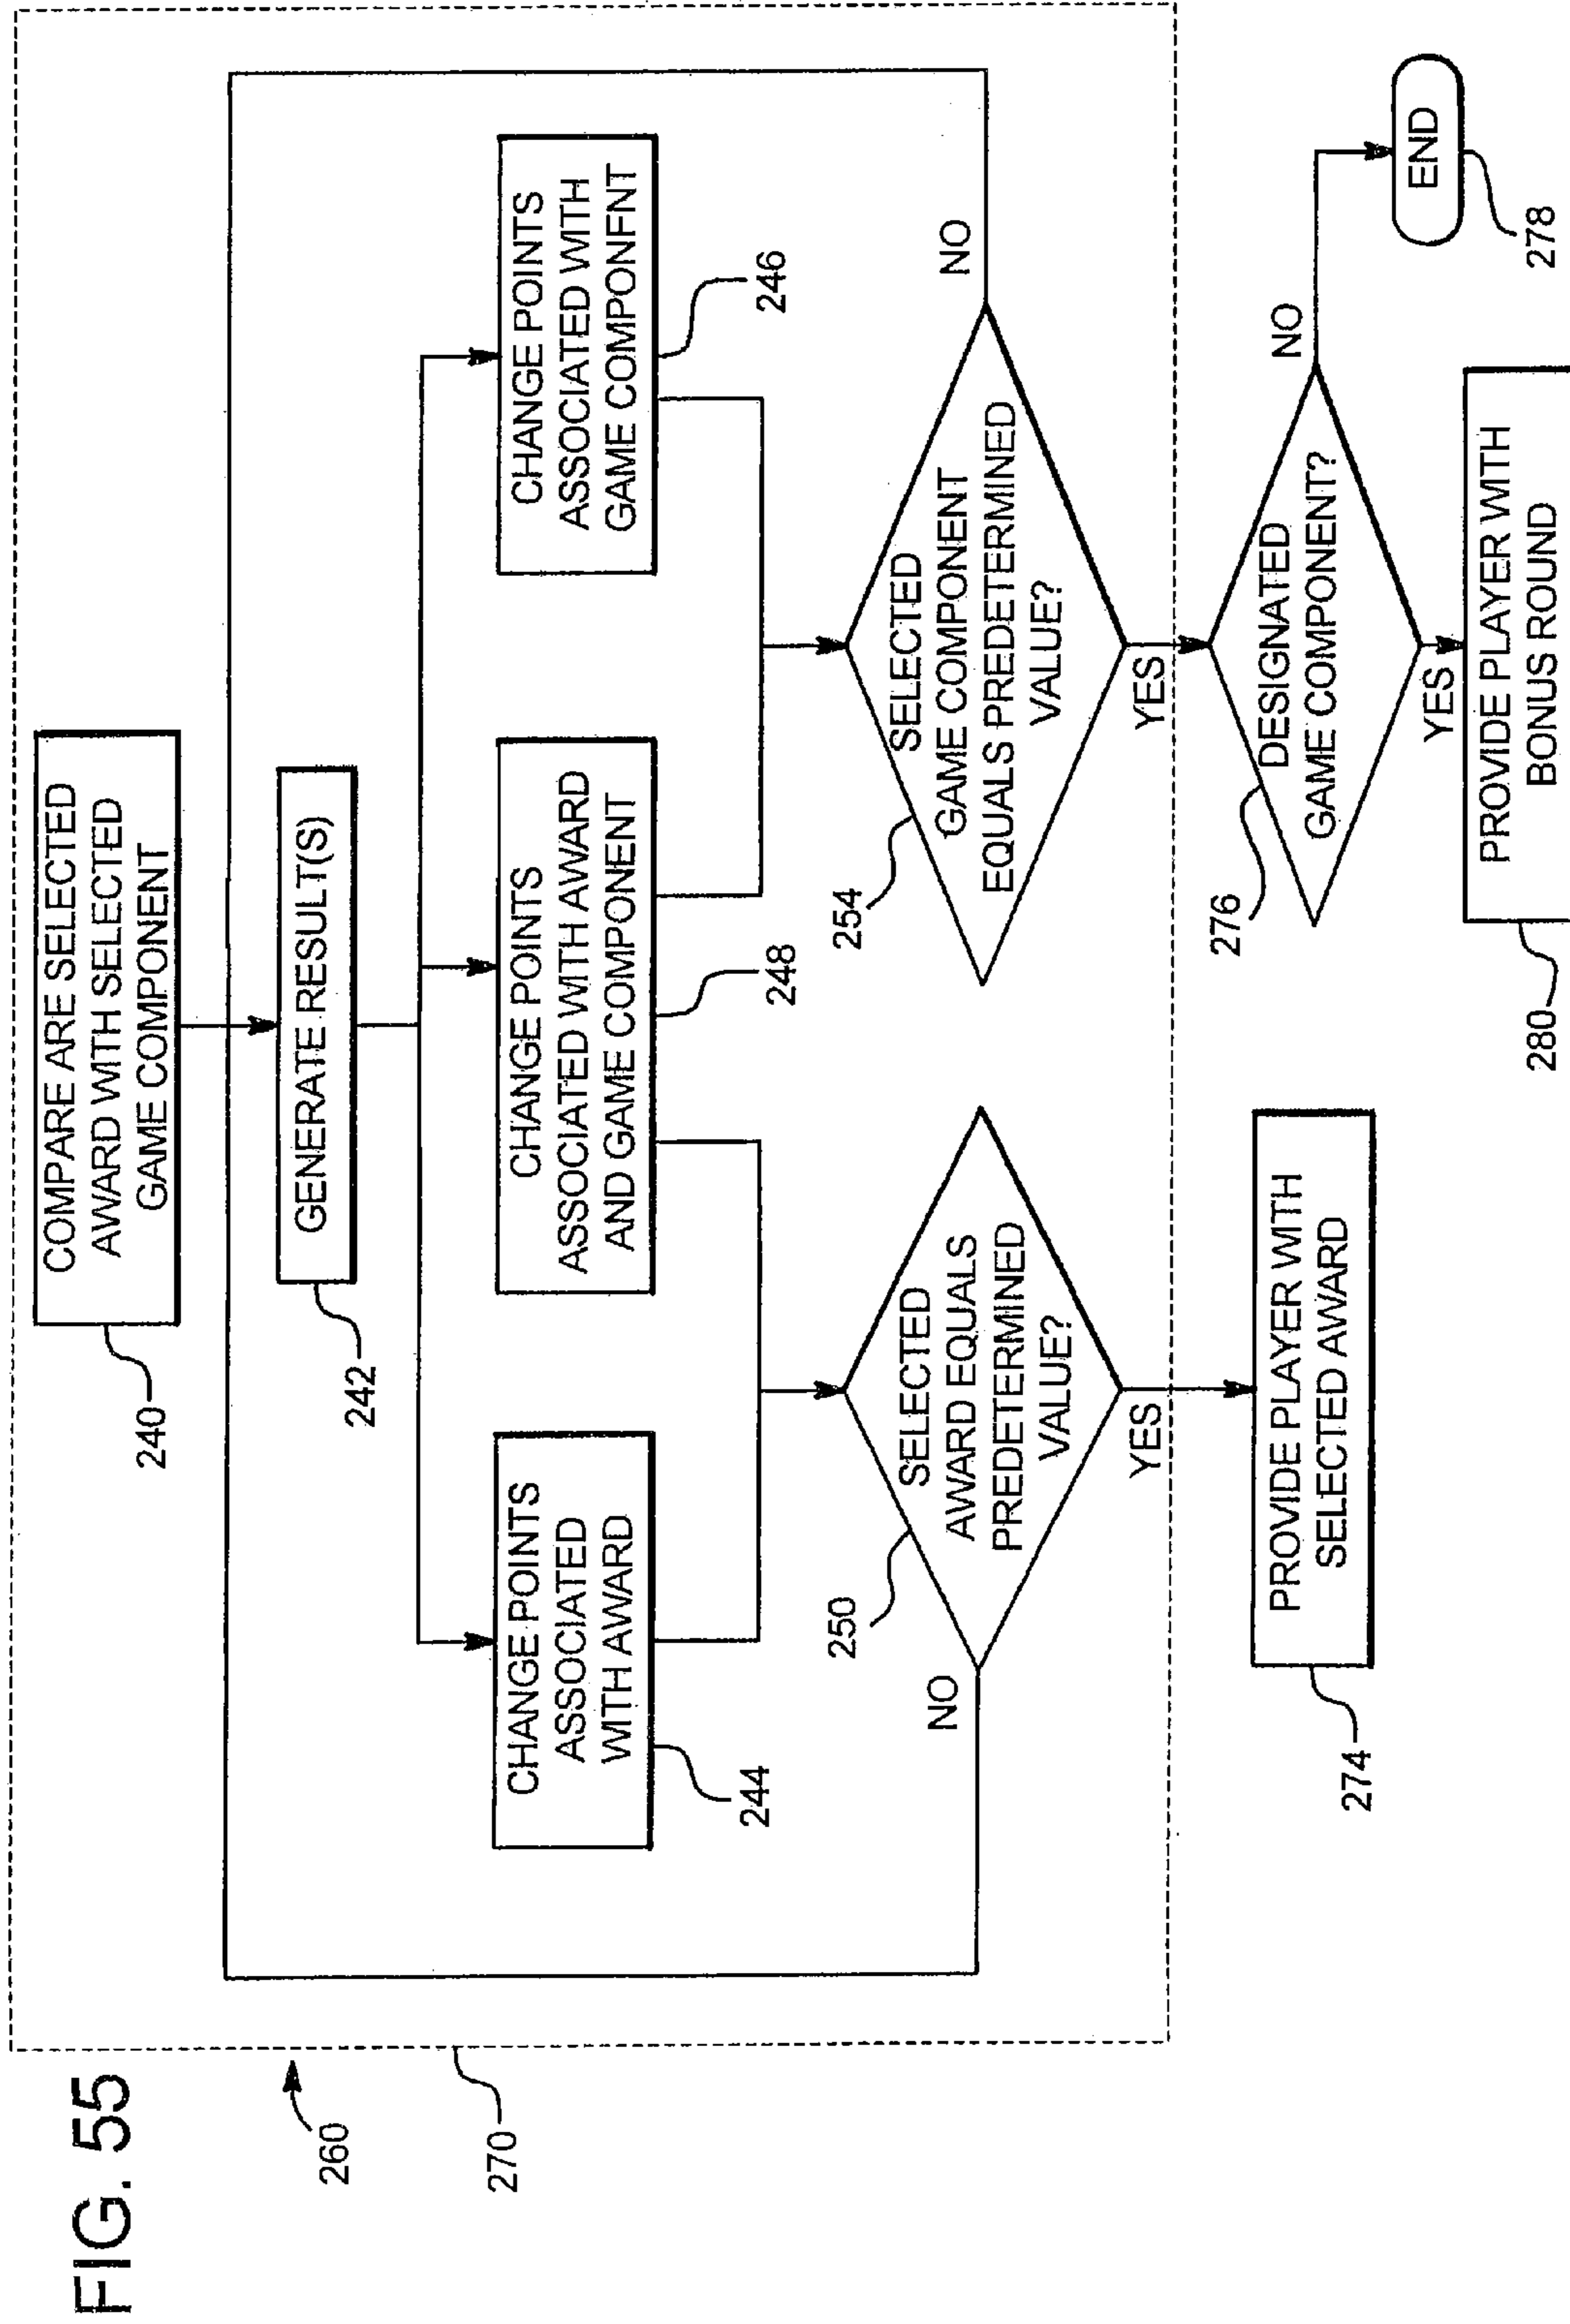 FIG. 55
260
270
COMPARE ARE SELECTED
AWARD WITH SELECTED
GAME COMPONENT
240
GENERATE RESULT(S)
242
CHANGE POINTS
ASSOCIATED
WITH AWARD
244
CHANGE POINTS
ASSOCIATED WITH AWARD
AND GAME COMPONENT
248
CHANGE POINTS
ASSOCIATED WITH
GAME COMPONFNT
246
SELECTED
AWARD EQUALS
PREDETERMINED
VALUE?
250
NO
YES
SELECTED
GAME COMPONENT
EQUALS PREDETERMINED
VALUE?
254
NO
YES
PROVIDE PLAYER WITH
SELECTED AWARD
274
DESIGNATED
GAME COMPONENT?
276
NO
YES
END
278
PROVIDE PLAYER WITH
BONUS ROUND
280